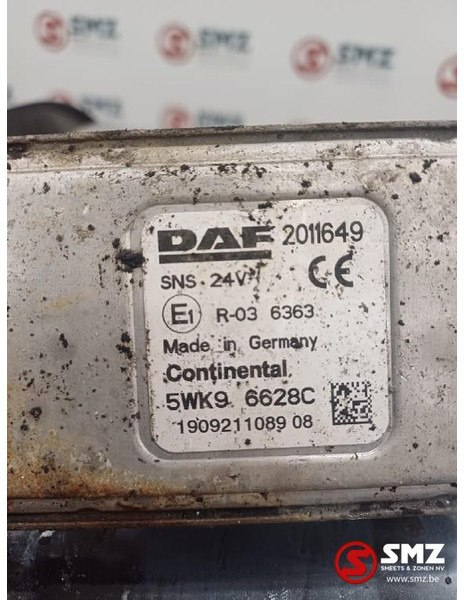 SMZ
SMZ
SMZ
SMZ
DAF 2011649
SNS 24V
CE
E1 R-03 6363
Made in Germany
Continental
5WK9 6628C
1909211089 08
SMZ
SMEETS & ZONEN NV
www.smz.be